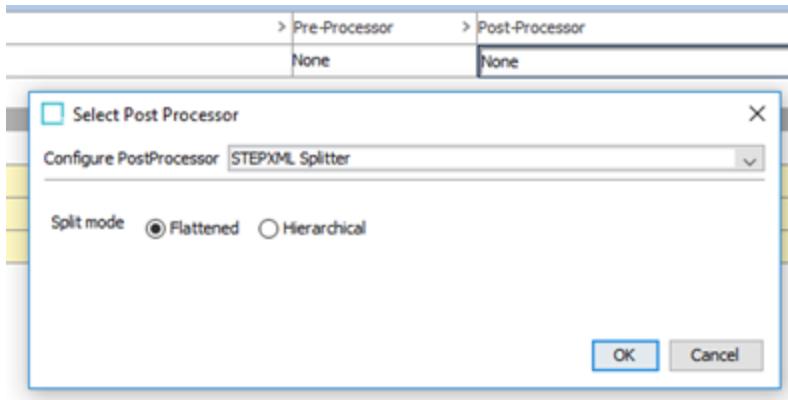 > Pre-Processor > Post-Processor
None None
Select Post Processor
Configure PostProcessor STEPXML Splitter
Split mode Flattened Hierarchical
OK Cancel